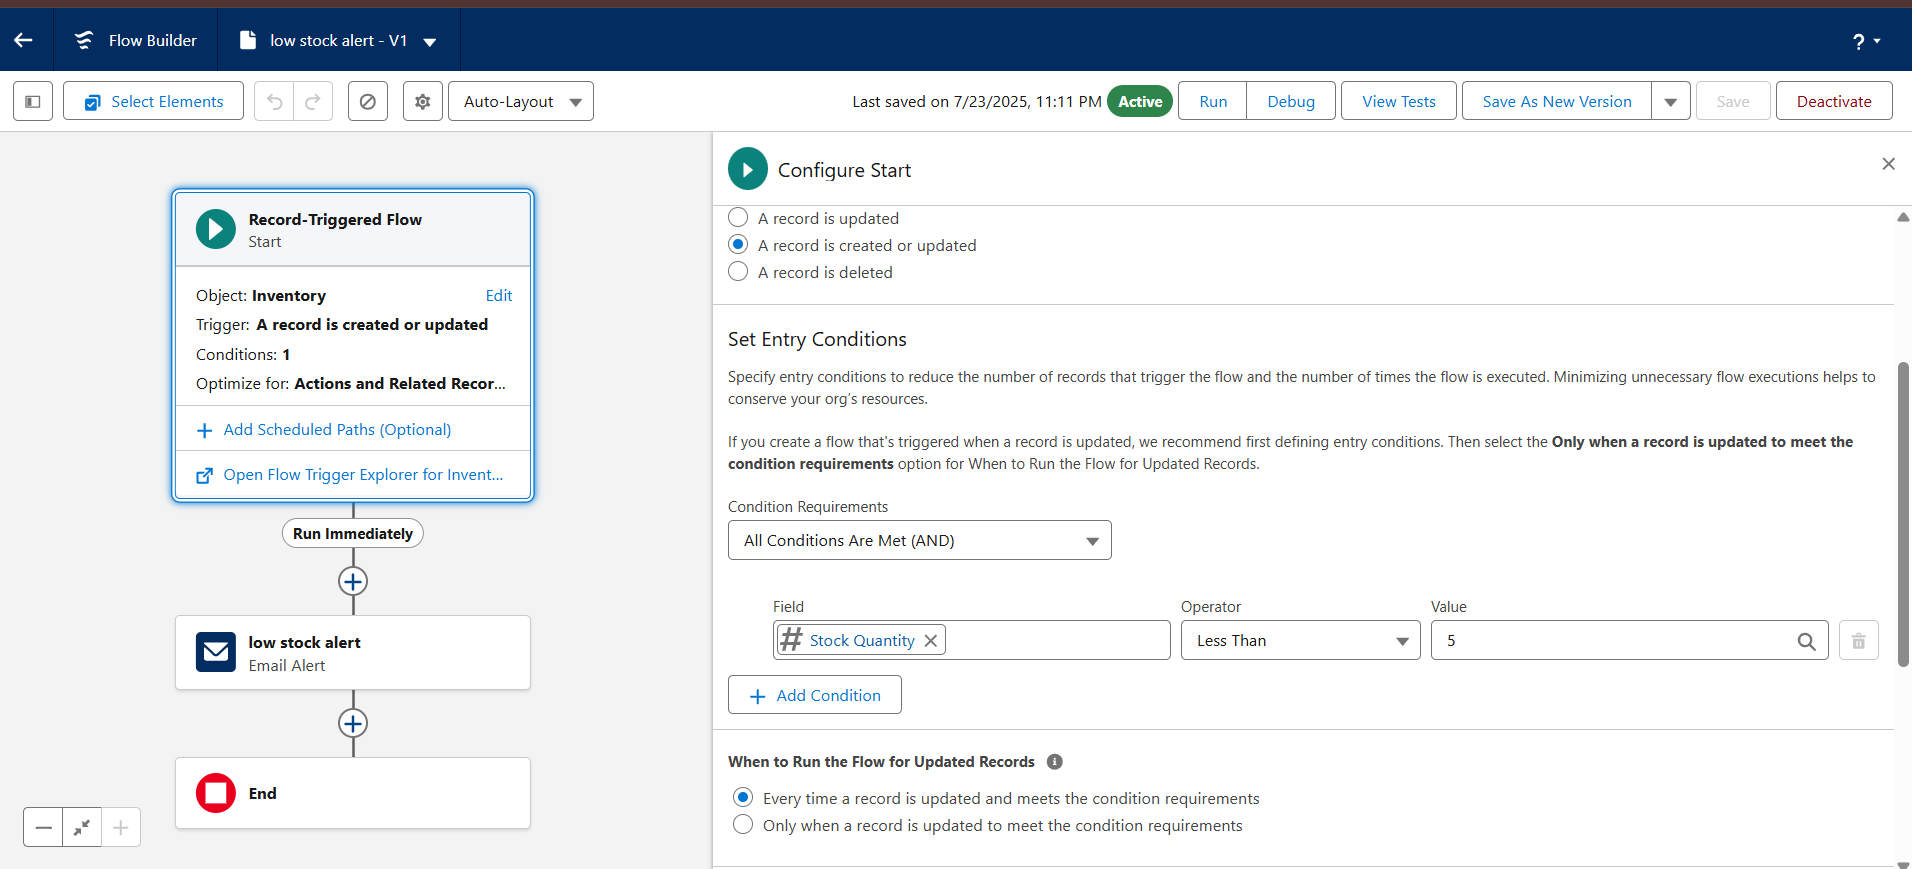 Flow Builder
low stock alert - V1
?
Select Elements
Auto-Layout
Last saved on 7/23/2025, 11:11 PM
Active
Run
Debug
View Tests
Save As New Version
Save
Deactivate
Record-Triggered Flow
Start
Object: Inventory
Edit
Trigger: A record is created or updated
Conditions: 1
Optimize for: Actions and Related Recor...
Add Scheduled Paths (Optional)
Open Flow Trigger Explorer for Invent...
Run Immediately
low stock alert
Email Alert
End
Configure Start
A record is updated
A record is created or updated
A record is deleted
Set Entry Conditions
Specify entry conditions to reduce the number of records that trigger the flow and the number of times the flow is executed. Minimizing unnecessary flow executions helps to
conserve your org's resources.
If you create a flow that's triggered when a record is updated, we recommend first defining entry conditions. Then select the Only when a record is updated to meet the
condition requirements option for When to Run the Flow for Updated Records.
Condition Requirements
All Conditions Are Met (AND)
Field
Operator
Value
# Stock Quantity
Less Than
5
Add Condition
When to Run the Flow for Updated Records
Every time a record is updated and meets the condition requirements
Only when a record is updated to meet the condition requirements